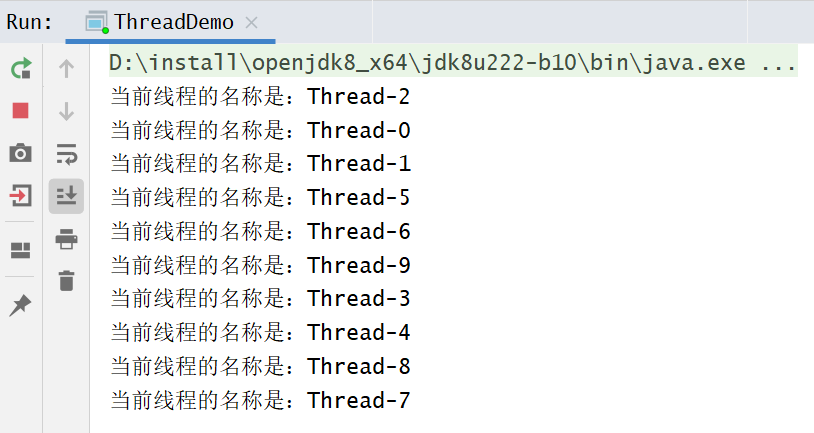 Run: ThreadDemo
D:\install\openjdk8_x64\jdk8u222-b10\bin\java.exe ...
当前线程的名称是：Thread-2
当前线程的名称是：Thread-0
当前线程的名称是：Thread-1
当前线程的名称是：Thread-5
当前线程的名称是：Thread-6
当前线程的名称是：Thread-9
当前线程的名称是：Thread-3
当前线程的名称是：Thread-4
当前线程的名称是：Thread-8
当前线程的名称是：Thread-7